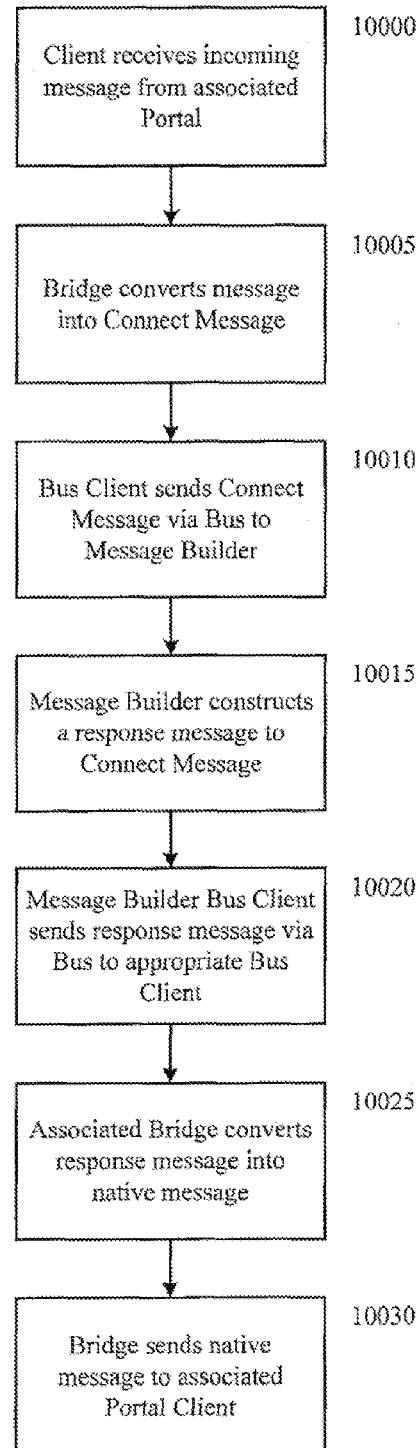 10000
Client receives incoming
message from associated
Portal
10005
Bridge converts message
into Connect Message
10010
Bus Client sends Connect
Message via Bus to
Message Builder
10015
Message Builder constructs
a response message to
Connect Message
10020
Message Builder Bus Client
sends response message via
Bus to appropriate Bus
Client
10025
Associated Bridge converts
response message into
native message
10030
Bridge sends native
message to associated
Portal Client